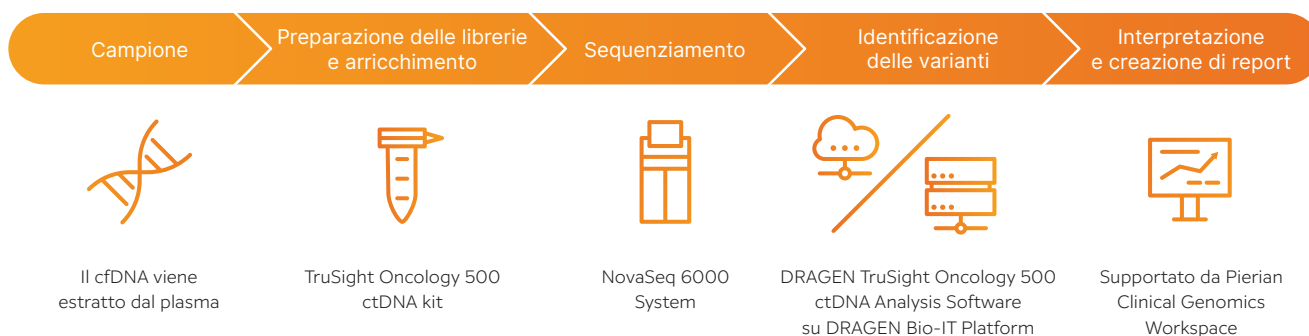 Campione
Preparazione delle librerie
e arricchimento
Sequenziamento
Identificazione
delle varianti
Interpretazione
e creazione di report
Il cfDNA viene
estratto dal plasma
TruSight Oncology 500
ctDNA kit
NovaSeq 6000
System
DRAGEN TruSight Oncology 500
ctDNA Analysis Software
su DRAGEN Bio-IT Platform
Supportato da Pierian
Clinical Genomics
Workspace